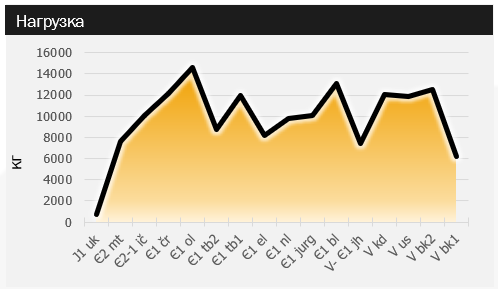 Нагрузка
16000
14000
12000
10000
8000
6000
4000
2000
0
КГ
J1 uk
Є2 mt
Є2-1 ič
Є1 čr
Є1 ol
Є1 tb2
Є1 tb1
Є1 el
Є1 nl
Є1 jurg
Є1 bl
V- Є1 jh
V kd
V us
V bk2
V bk1